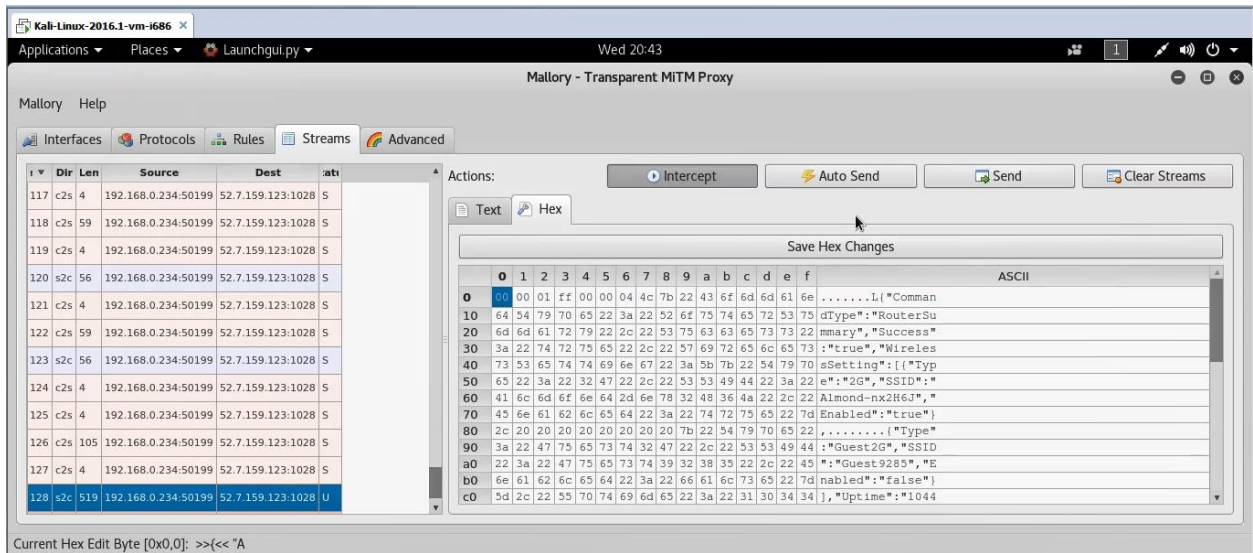 Kali-Linux-2016.1-vm-i686 ×
Applications ▾ Places ▾ Launchgui.py ▾ Wed 20:43 1
Mallory - Transparent MiTM Proxy
Mallory Help
Interfaces Protocols Rules Streams Advanced
Dir Len Source Dest
Actions: Intercept Auto Send Send Clear Streams
117 c2s 4 192.168.0.234:50199 52.7.159.123:1028 S
118 c2s 59 192.168.0.234:50199 52.7.159.123:1028 S
119 c2s 4 192.168.0.234:50199 52.7.159.123:1028 S
120 s2c 56 192.168.0.234:50199 52.7.159.123:1028 S
121 c2s 4 192.168.0.234:50199 52.7.159.123:1028 S
122 c2s 59 192.168.0.234:50199 52.7.159.123:1028 S
123 s2c 56 192.168.0.234:50199 52.7.159.123:1028 S
124 c2s 4 192.168.0.234:50199 52.7.159.123:1028 S
125 c2s 4 192.168.0.234:50199 52.7.159.123:1028 S
126 c2s 105 192.168.0.234:50199 52.7.159.123:1028 S
127 c2s 4 192.168.0.234:50199 52.7.159.123:1028 S
128 s2c 519 192.168.0.234:50199 52.7.159.123:1028 U
Text Hex
Save Hex Changes
0 1 2 3 4 5 6 7 8 9 a b c d e f ASCII
0 00 00 01 ff 00 00 04 4c 7b 22 43 6f 6d 6d 61 6e .......L{"Comman
10 64 54 79 70 65 22 3a 22 52 6f 75 74 65 72 53 75 dType":"RouterSu
20 6d 6d 61 72 79 22 2c 22 53 75 63 63 65 73 73 22 mmary","Success"
30 3a 22 74 72 75 65 22 2c 22 57 69 72 65 6c 65 73 :"true","Wireles
40 73 53 65 74 74 69 6e 67 22 3a 5b 7b 22 54 79 70 sSetting":[{"Typ
50 65 22 3a 22 32 47 22 2c 22 53 53 49 44 22 3a 22 e":"2G","SSID":"
60 41 6c 6d 6f 6e 64 2d 6e 78 32 48 36 4a 22 2c 22 Almond-nx2H6J","
70 45 6e 61 62 6c 65 64 22 3a 22 74 72 75 65 22 7d Enabled":"true"}
80 2c 20 20 20 20 20 20 20 20 7b 22 54 79 70 65 22 ,........{"Type"
90 3a 22 47 75 65 73 74 32 47 22 2c 22 53 53 49 44 :"Guest2G","SSID
a0 22 3a 22 47 75 65 73 74 39 32 38 35 22 2c 22 45 ":"Guest9285","E
b0 6e 61 62 6c 65 64 22 3a 22 66 61 6c 73 65 22 7d nabled":"false"}
c0 5d 2c 22 55 70 74 69 6d 65 22 3a 22 31 30 34 34 ],"Uptime":"1044
Current Hex Edit Byte [0x0,0]: >>{<< "A